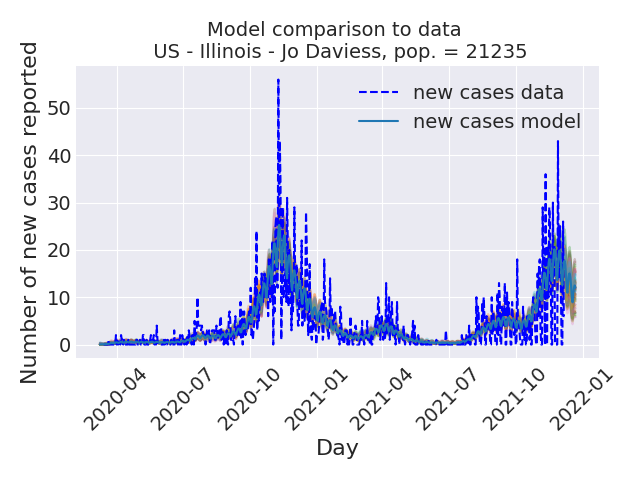 Model comparison to data
US - Illinois - Jo Daviess, pop. = 21235
new cases data
new cases model
Number of new cases reported
50
40
30
20
10
0
2020-04
2020-07
2020-10
2021-01
2021-04
2021-07
2021-10
2022-01
Day